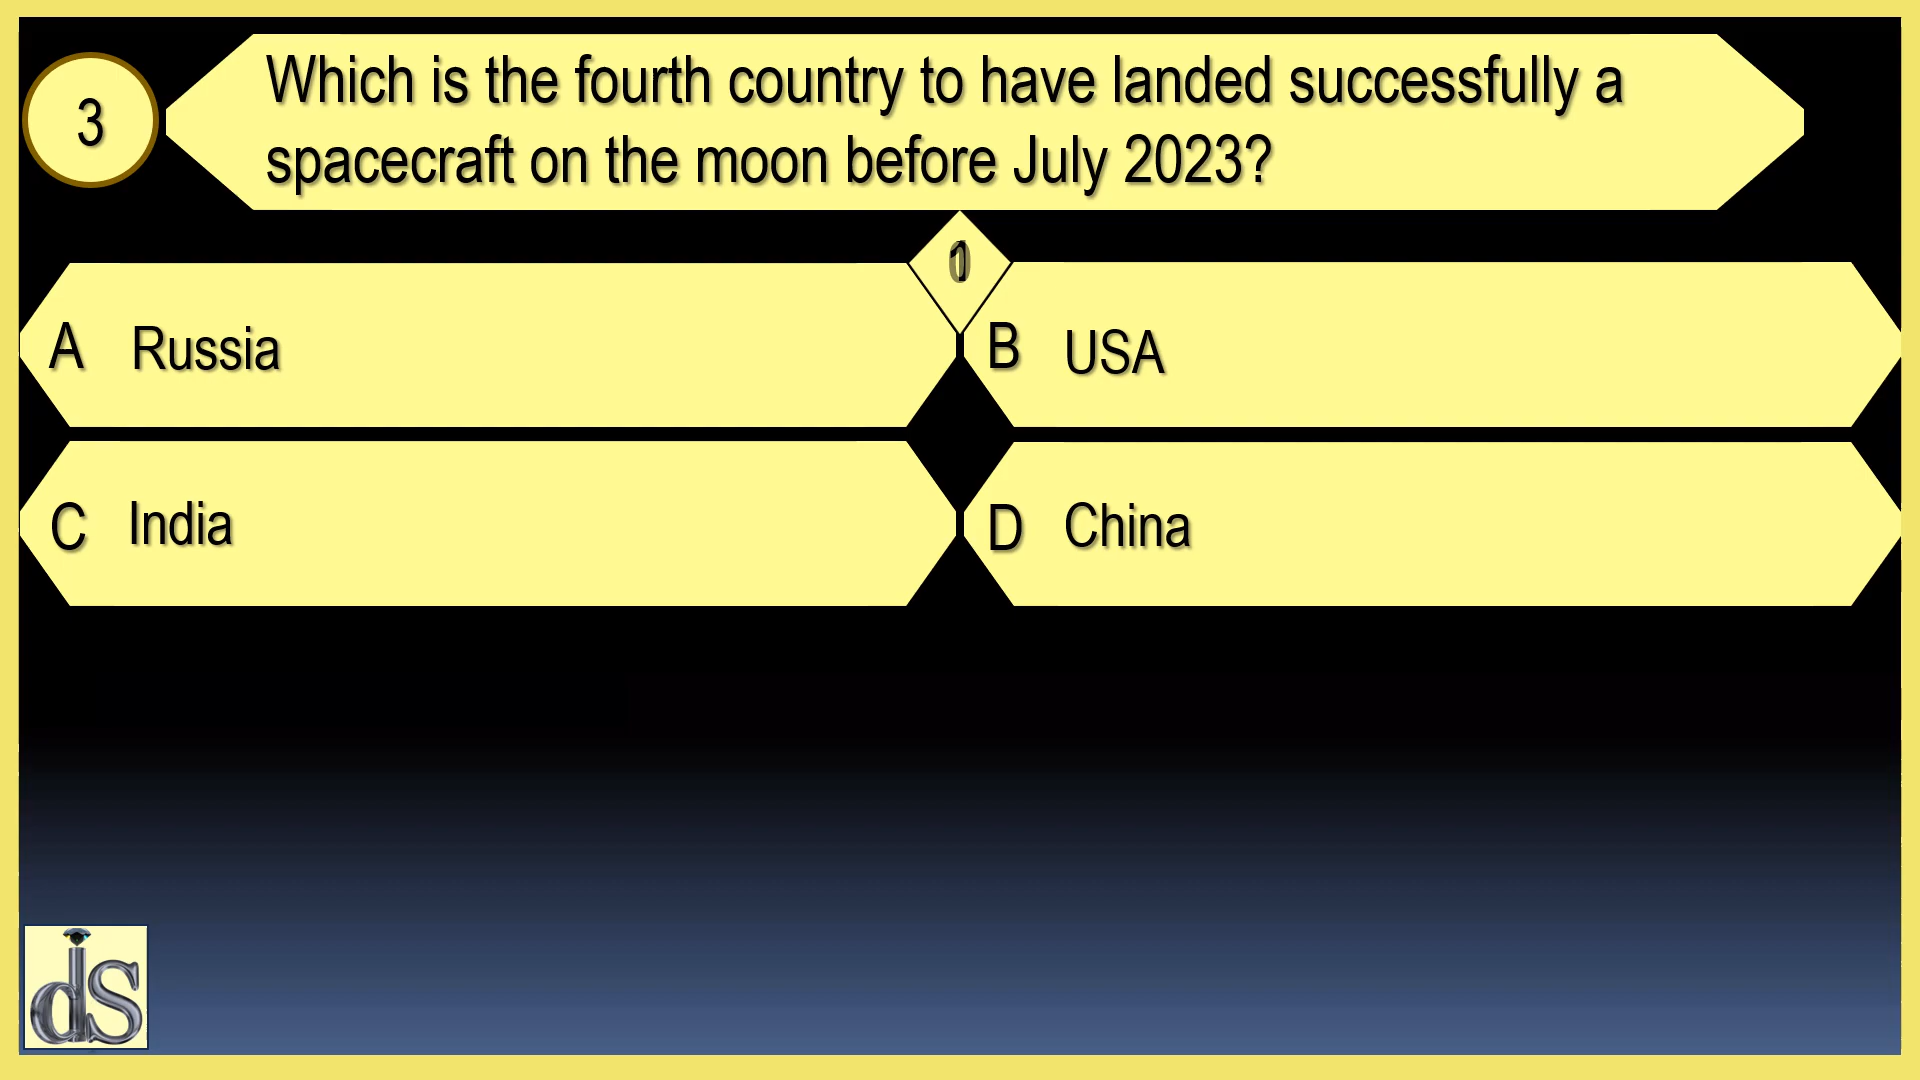 3
Which is the fourth country to have landed successfully a
spacecraft on the moon before July 2023?
A Russia
B USA
C India
D China
ds